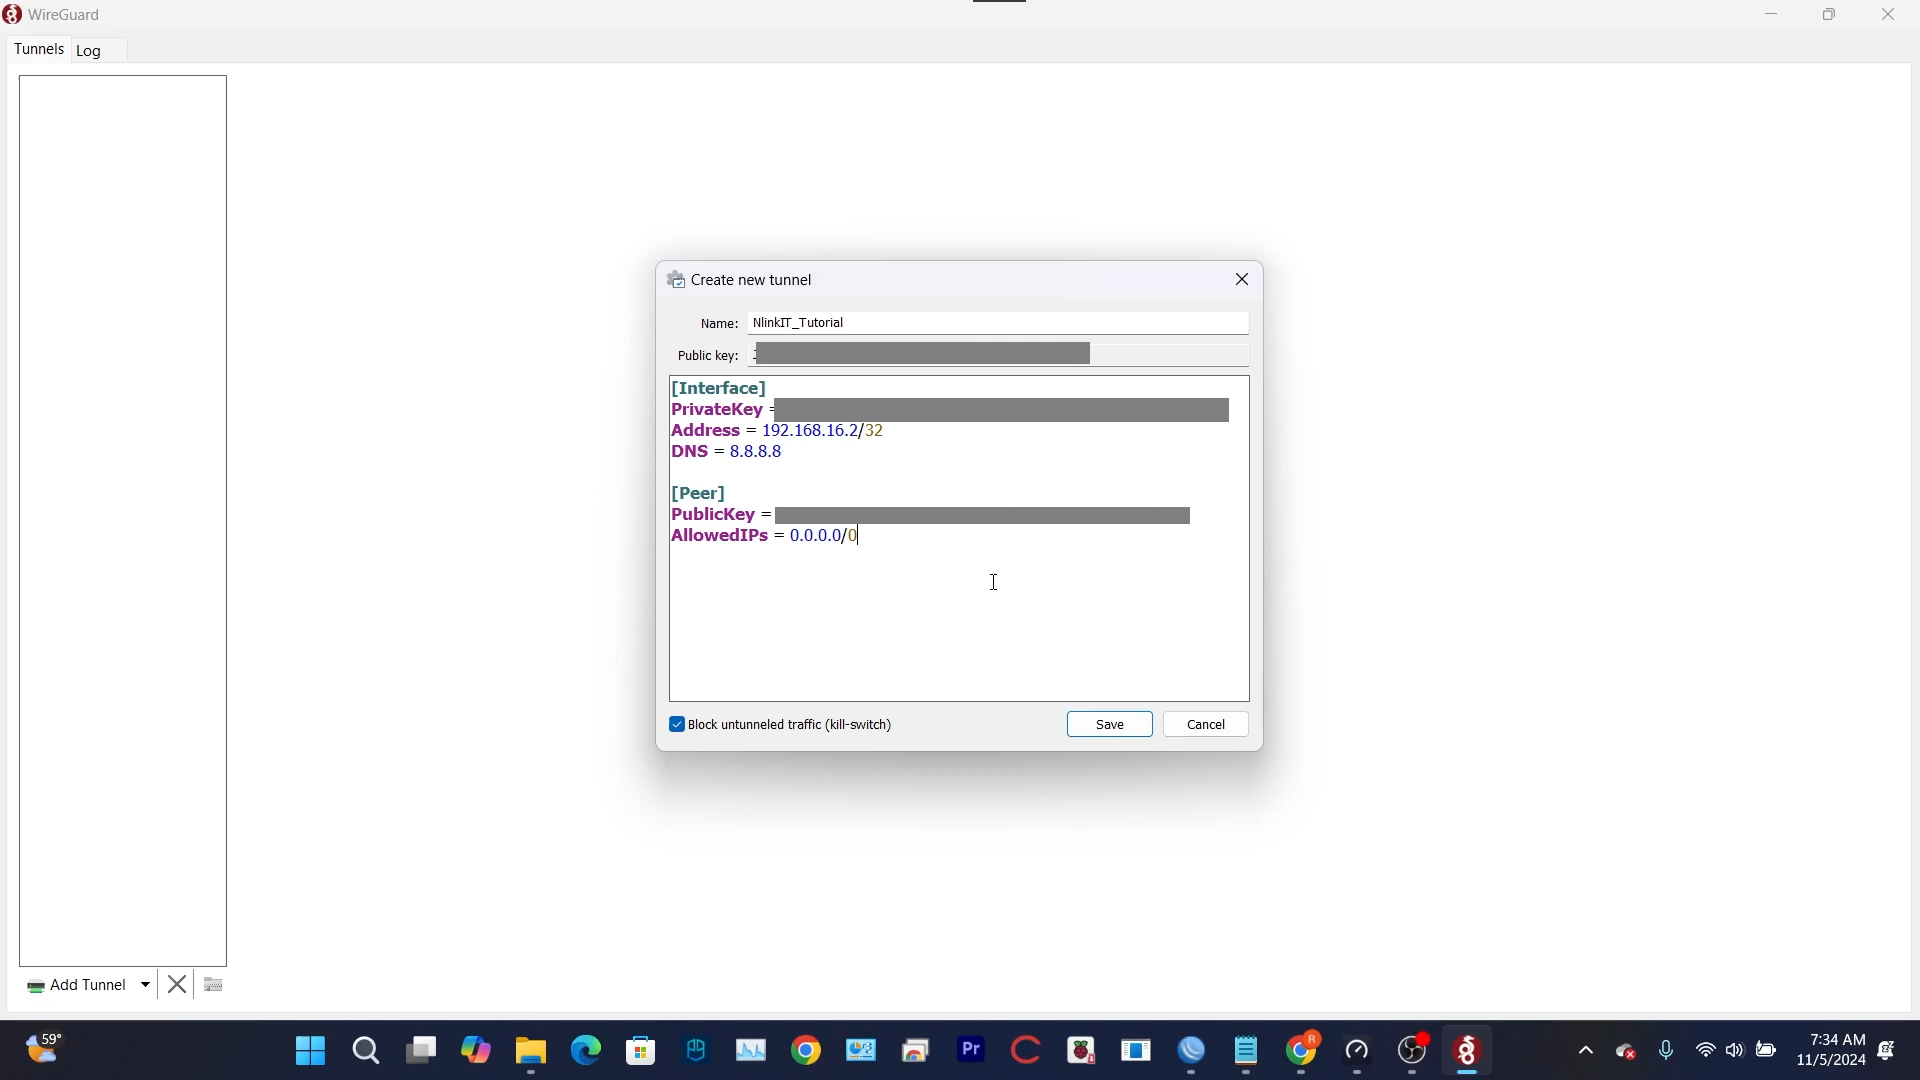 WireGuard
Tunnels Log
Create new tunnel
Name: NlinkIT_Tutorial
Public key:
[Interface]
PrivateKey =
Address = 192.168.16.2/32
DNS = 8.8.8.8
[Peer]
PublicKey =
AllowedIPs = 0.0.0.0/0
Block untunneled traffic (kill-switch) Save Cancel
Add Tunnel
59°
Pr
R
7:34 AM
11/5/2024